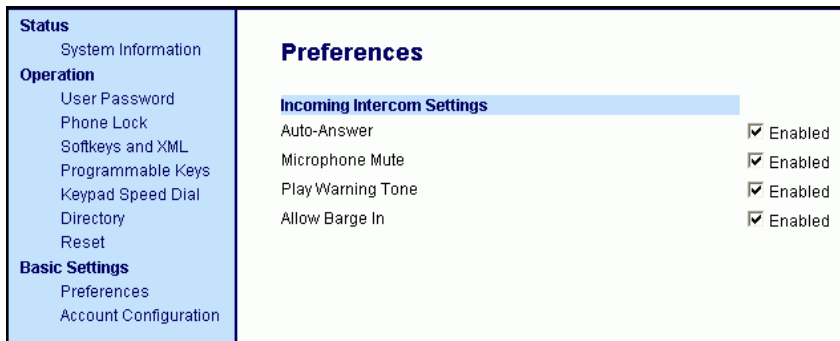 Status
System Information
Operation
User Password
Phone Lock
Softkeys and XML
Programmable Keys
Keypad Speed Dial
Directory
Reset
Basic Settings
Preferences
Account Configuration
Preferences
Incoming Intercom Settings
Auto-Answer Enabled
Microphone Mute Enabled
Play Warning Tone Enabled
Allow Barge In Enabled